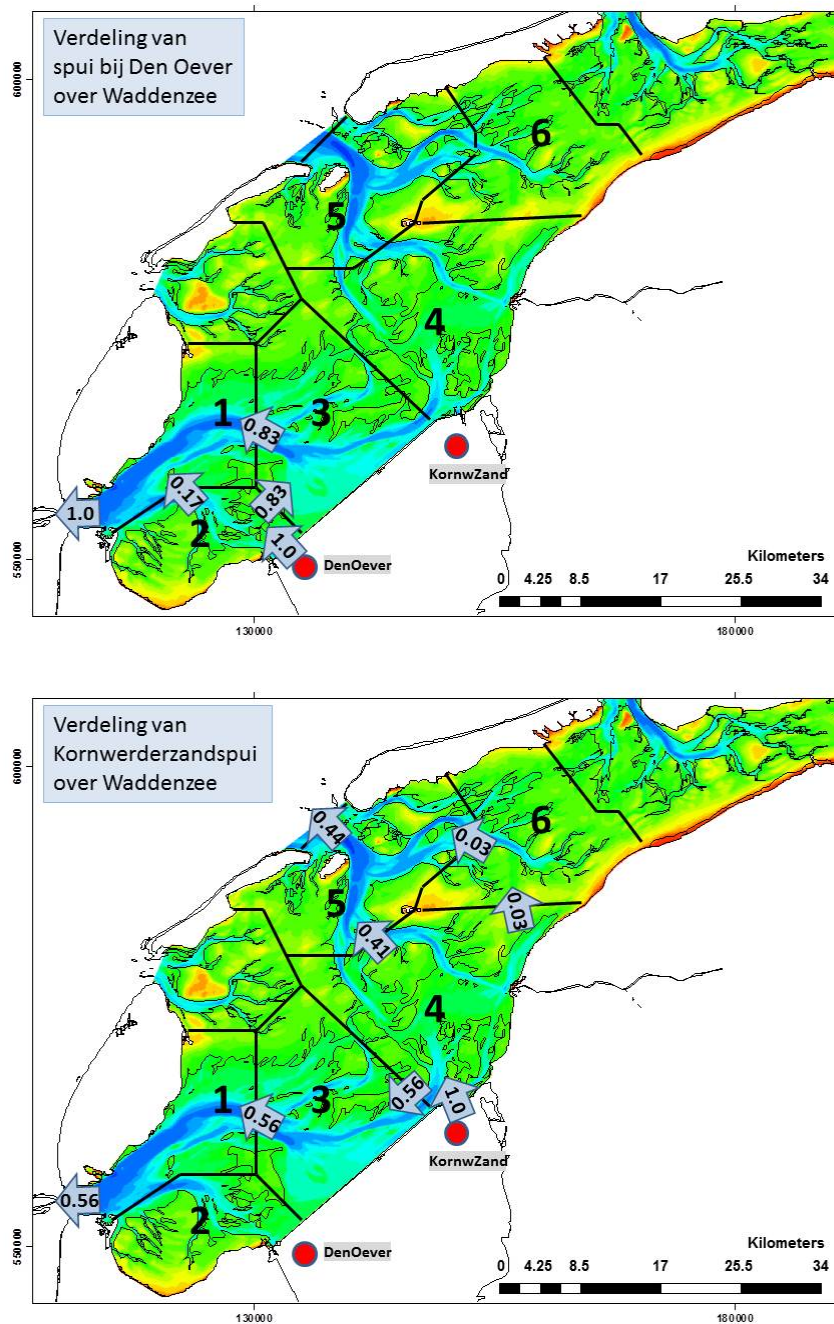 Verdeling van
spui bij Den Oever
over Waddenzee
600000
550000
6
5
4
1
3
2
0.83
0.17
0.83
1.0
1.0
KornwZand
DenOever
Kilometers
0 4.25 8.5 17 25.5 34
130000 180000
Verdeling van
Kornwerderzandspui
over Waddenzee
600000
550000
0.44
0.03
6
5
0.03
0.41
4
1
3
0.56
1.0
0.56
KornwZand
0.56
2
DenOever
Kilometers
0 4.25 8.5 17 25.5 34
130000 180000